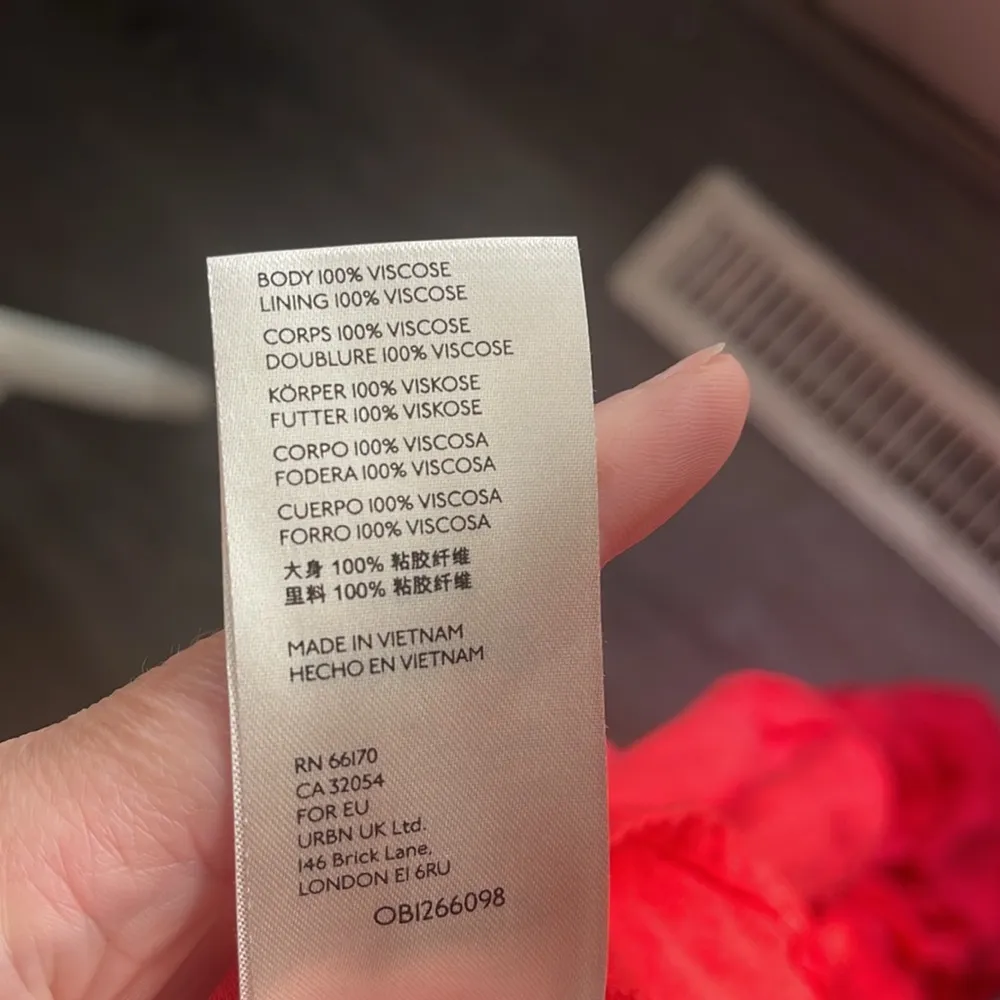 BODY 100% VISCOSE
LINING 100% VISCOSE
CORPS 100% VISCOSE
DOUBLURE 100% VISCOSE
KÖRPER 100% VISKOSE
FUTTER 100% VISKOSE
CORPO 100% VISCOSA
FODERA 100% VISCOSA
CUERPO 100% VISCOSA
FORRO 100% VISCOSA
大身 100% 粘胶纤维
里料 100% 粘胶纤维
MADE IN VIETNAM
HECHO EN VIETNAM
RN 66170
CA 32054
FOR EU
URBN UK Ltd.
146 Brick Lane,
LONDON E1 6RU
OB1266098